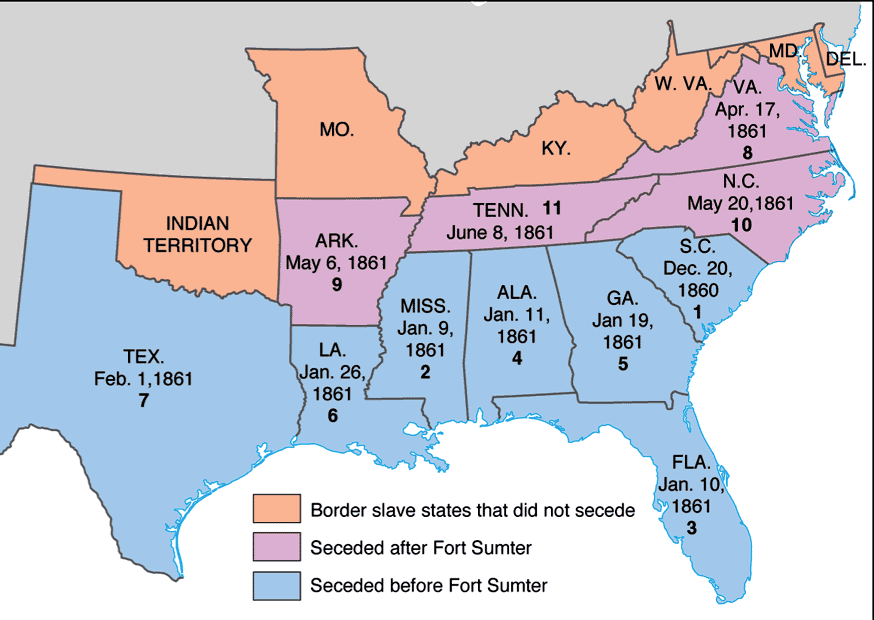 MD.
DEL.
W. VA.
VA.
Apr. 17,
1861
8
MO.
KY.
N.C.
May 20,1861
10
TENN. 11
June 8, 1861
INDIAN
TERRITORY
ARK.
May 6, 1861
9
S.C.
Dec. 20,
1860
1
MISS.
Jan. 9,
1861
2
ALA.
Jan. 11,
1861
4
GA.
Jan 19,
1861
5
TEX.
Feb. 1,1861
7
LA.
Jan. 26,
1861
6
FLA.
Jan. 10,
1861
3
Border slave states that did not secede
Seceded after Fort Sumter
Seceded before Fort Sumter